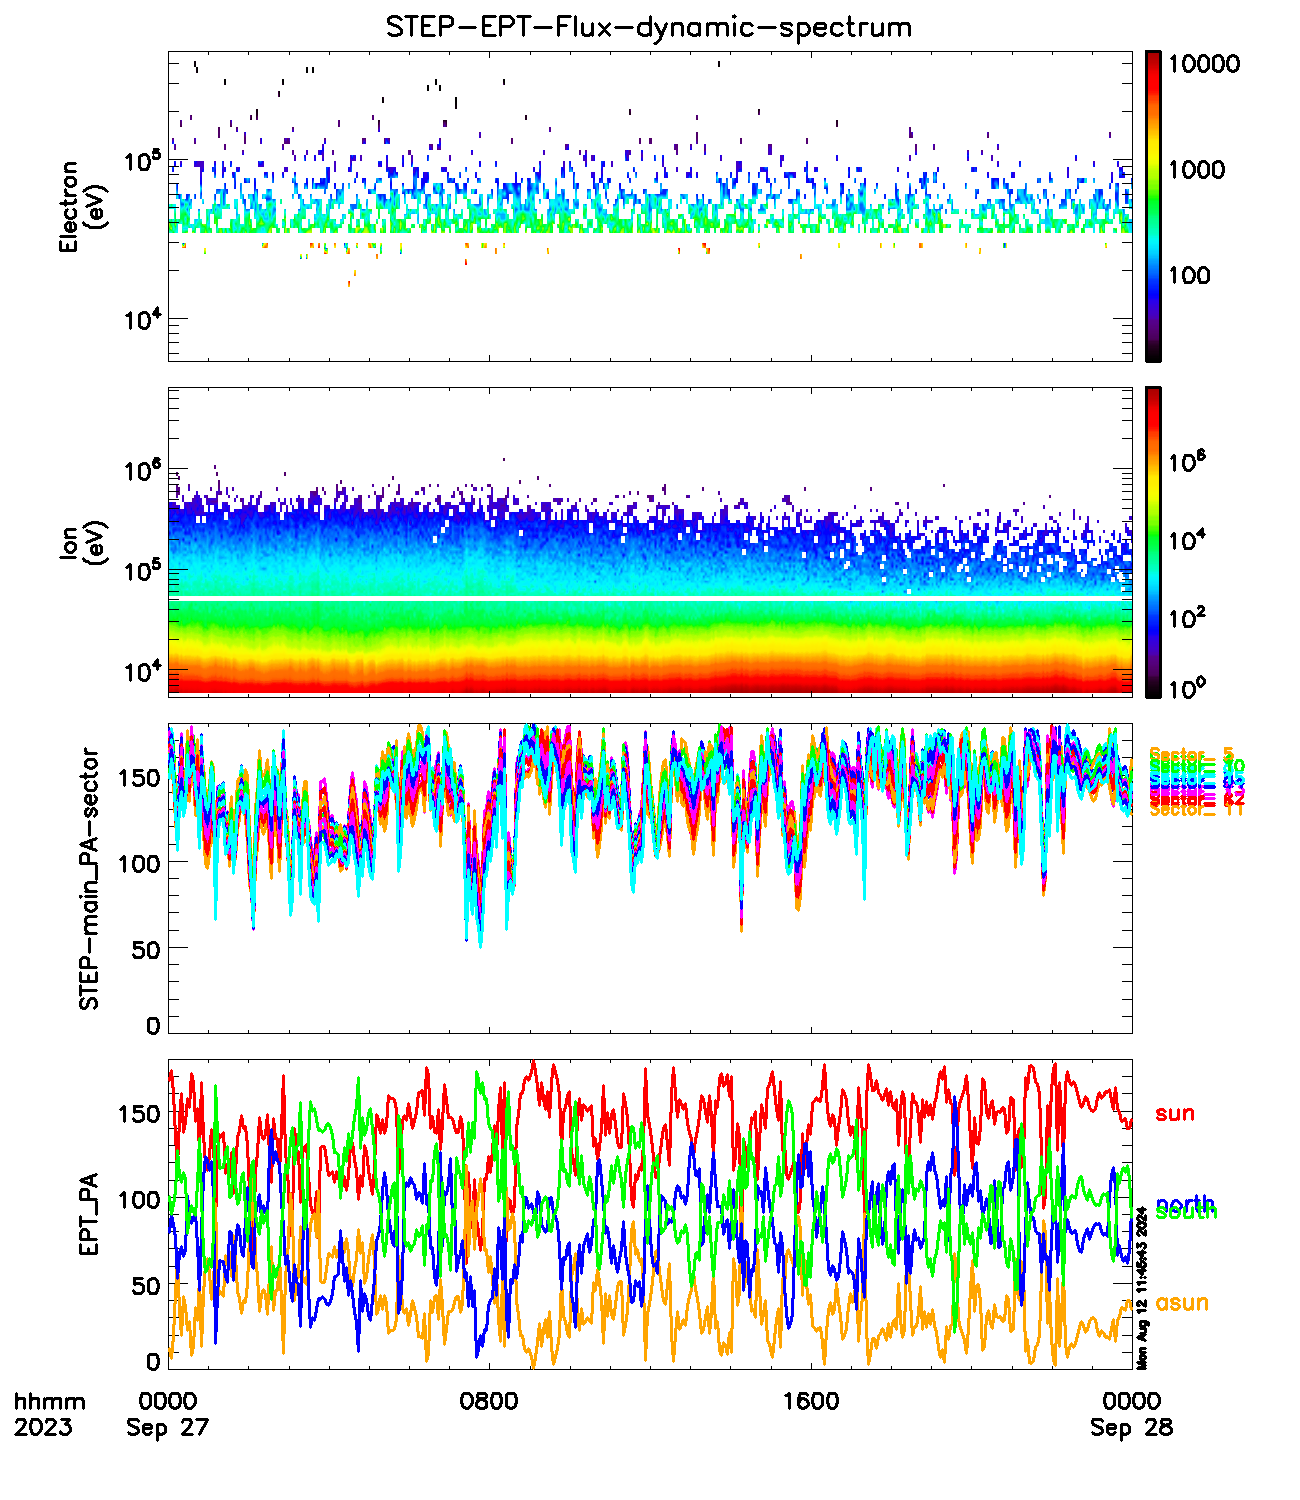 STEP-EPT-Flux-dynamic-spectrum
Electron
(eV)
10⁵
10⁴
10000
1000
100
Ion
(eV)
10⁶
10⁵
10⁴
10⁶
10⁴
10²
10⁰
STEP-main_PA-sector
150
100
50
0
Sector_ 5
Sector_ 11
EPT_PA
150
100
50
0
sun
north
south
asun
Mon Aug 12 11:45:43 2024
hhmm 0000 0800 1600 0000
2023 Sep 27 Sep 28